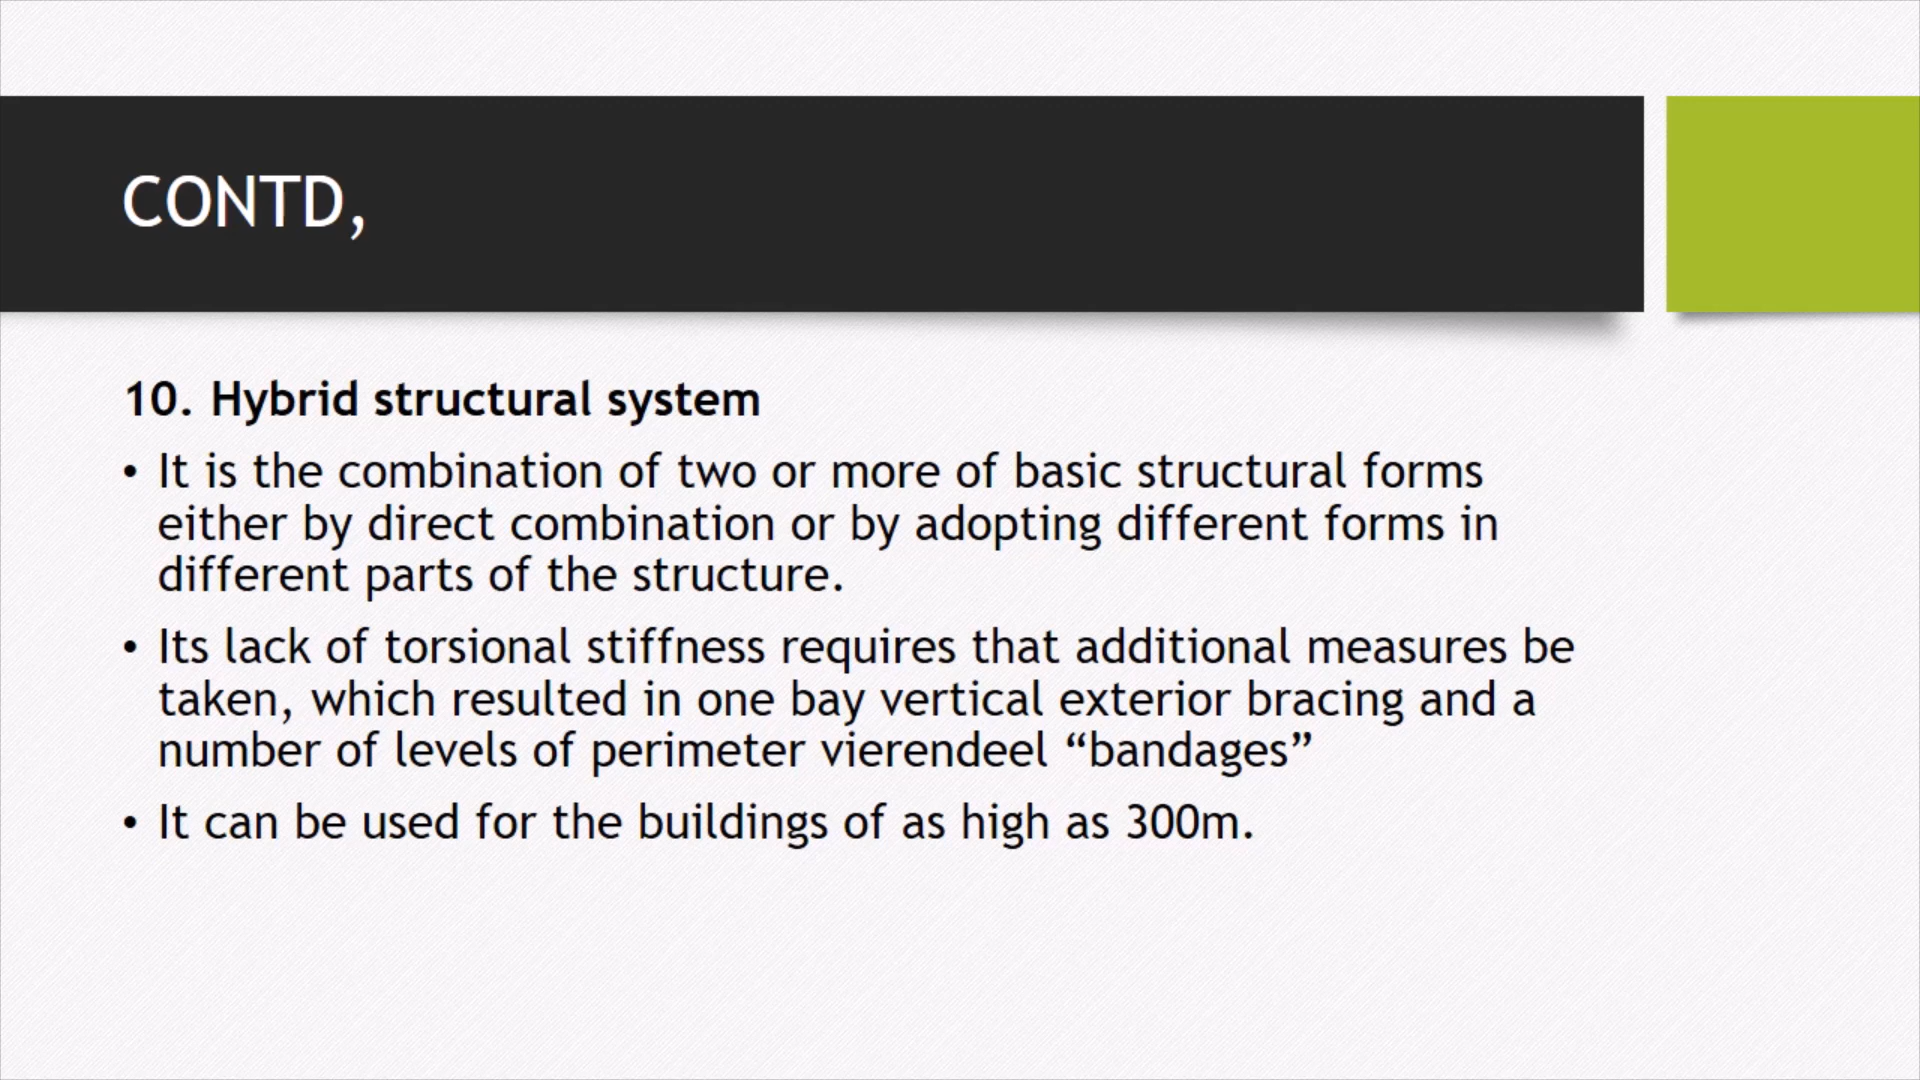 CONTD,
10. Hybrid structural system
• It is the combination of two or more of basic structural forms
either by direct combination or by adopting different forms in
different parts of the structure.
• Its lack of torsional stiffness requires that additional measures be
taken, which resulted in one bay vertical exterior bracing and a
number of levels of perimeter vierendeel “bandages”
• It can be used for the buildings of as high as 300m.